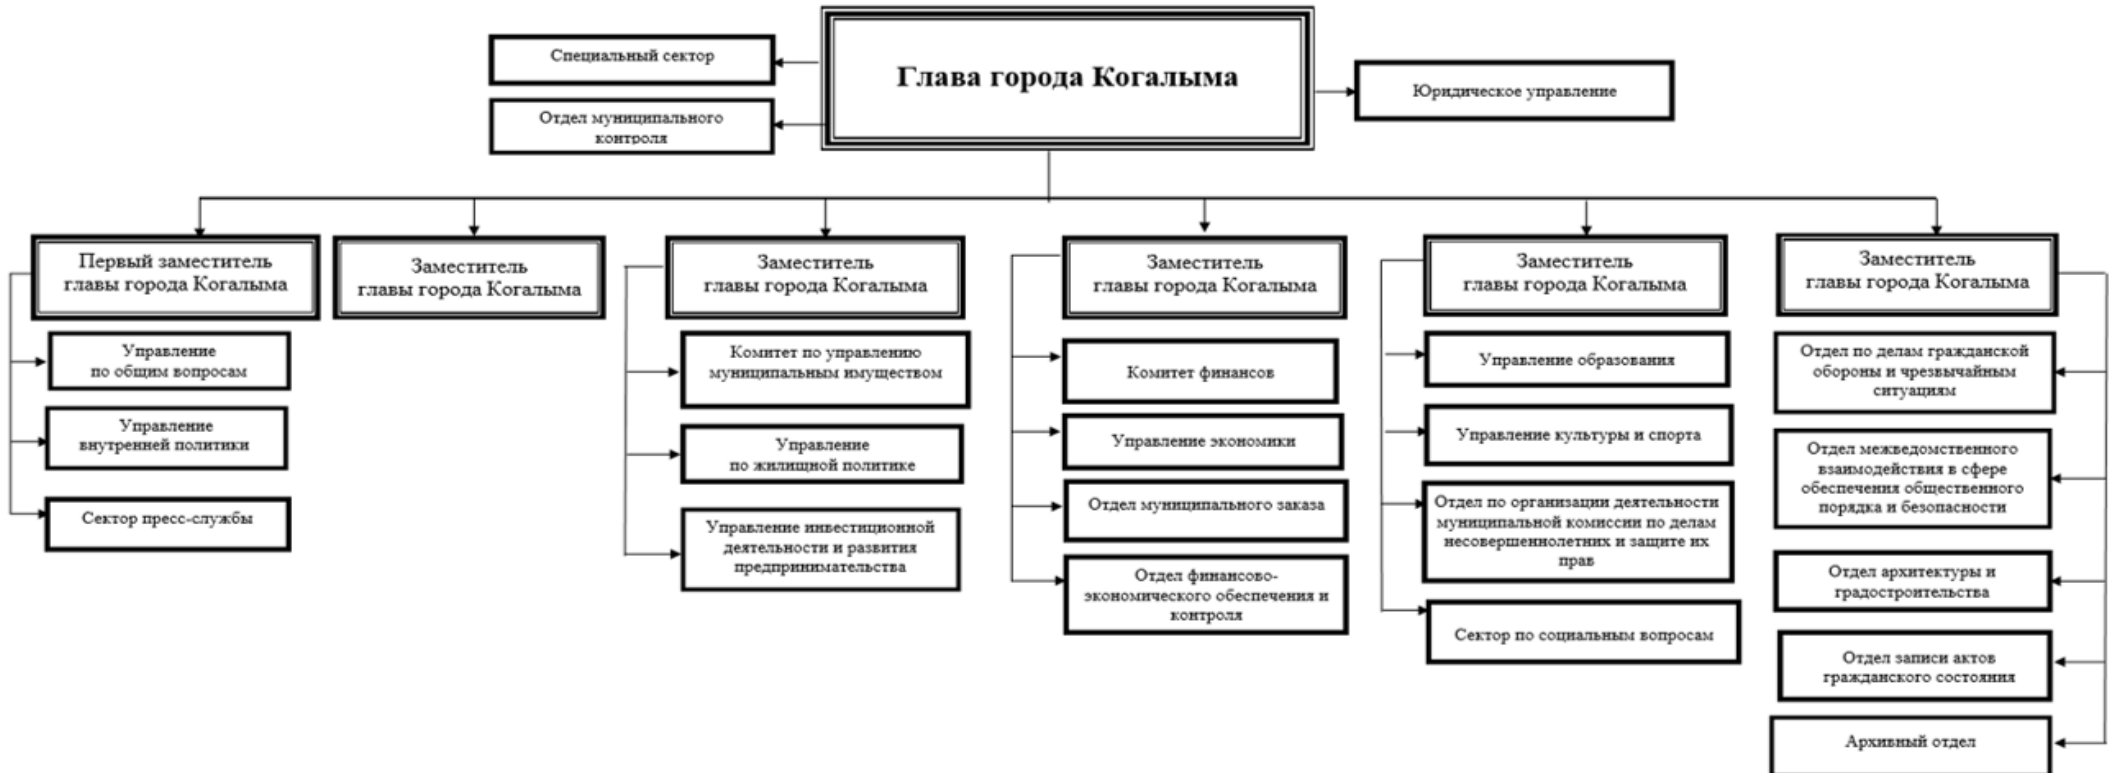 Специальный сектор
Отдел муниципального
контроля
Глава города Когалыма
Юридическое управление
Первый заместитель
главы города Когалыма
Управление
по общим вопросам
Управление
внутренней политики
Сектор пресс-службы
Заместитель
главы города Когалыма
Заместитель
главы города Когалыма
Комитет по управлению
муниципальным имуществом
Управление
по жилищной политике
Управление инвестиционной
деятельности и развития
предпринимательства
Заместитель
главы города Когалыма
Комитет финансов
Управление экономики
Отдел муниципального заказа
Отдел финансово-
экономического обеспечения и
контроля
Заместитель
главы города Когалыма
Управление образования
Управление культуры и спорта
Отдел по организации деятельности
муниципальной комиссии по делам
несовершеннолетних и защите их
прав
Сектор по социальным вопросам
Заместитель
главы города Когалыма
Отдел по делам гражданской
обороны и чрезвычайным
ситуациям
Отдел межведомственного
взаимодействия в сфере
обеспечения общественного
порядка и безопасности
Отдел архитектуры и
градостроительства
Отдел записи актов
гражданского состояния
Архивный отдел